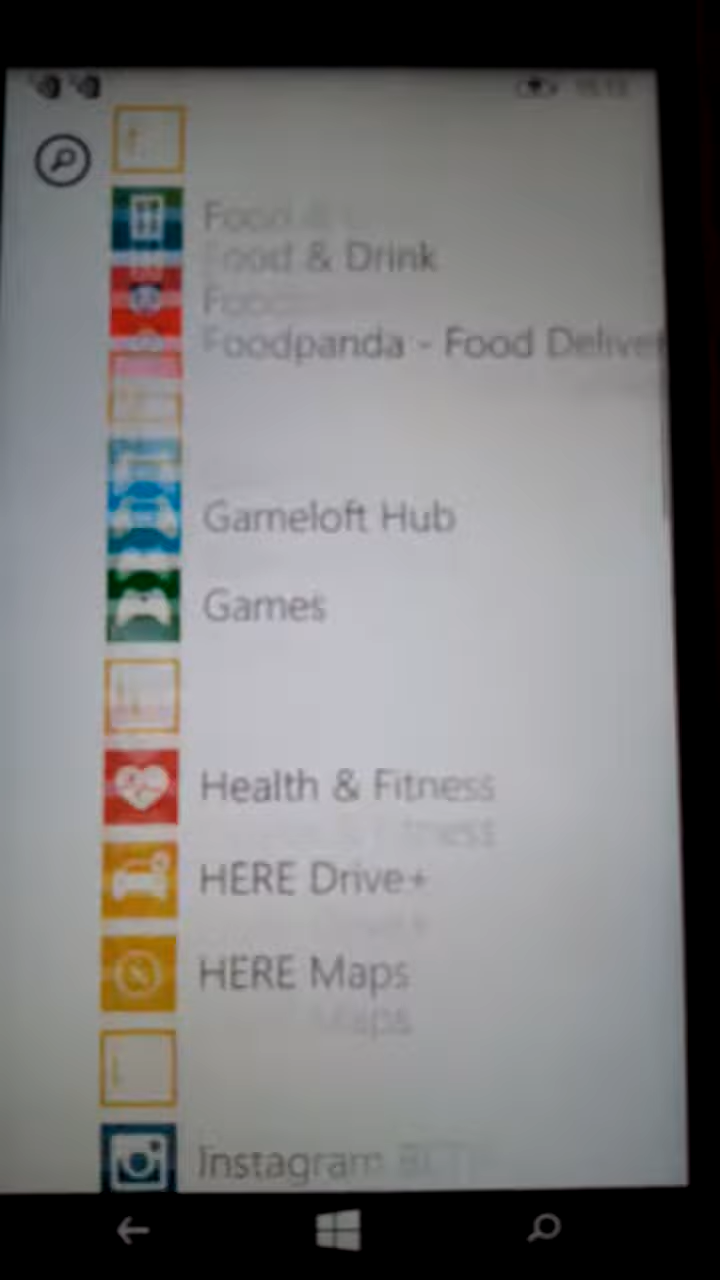 Food & Drink
Foodpanda - Food Deliver
Gameloft Hub
Games
Health & Fitness
HERE Drive+
HERE Maps
Instagram